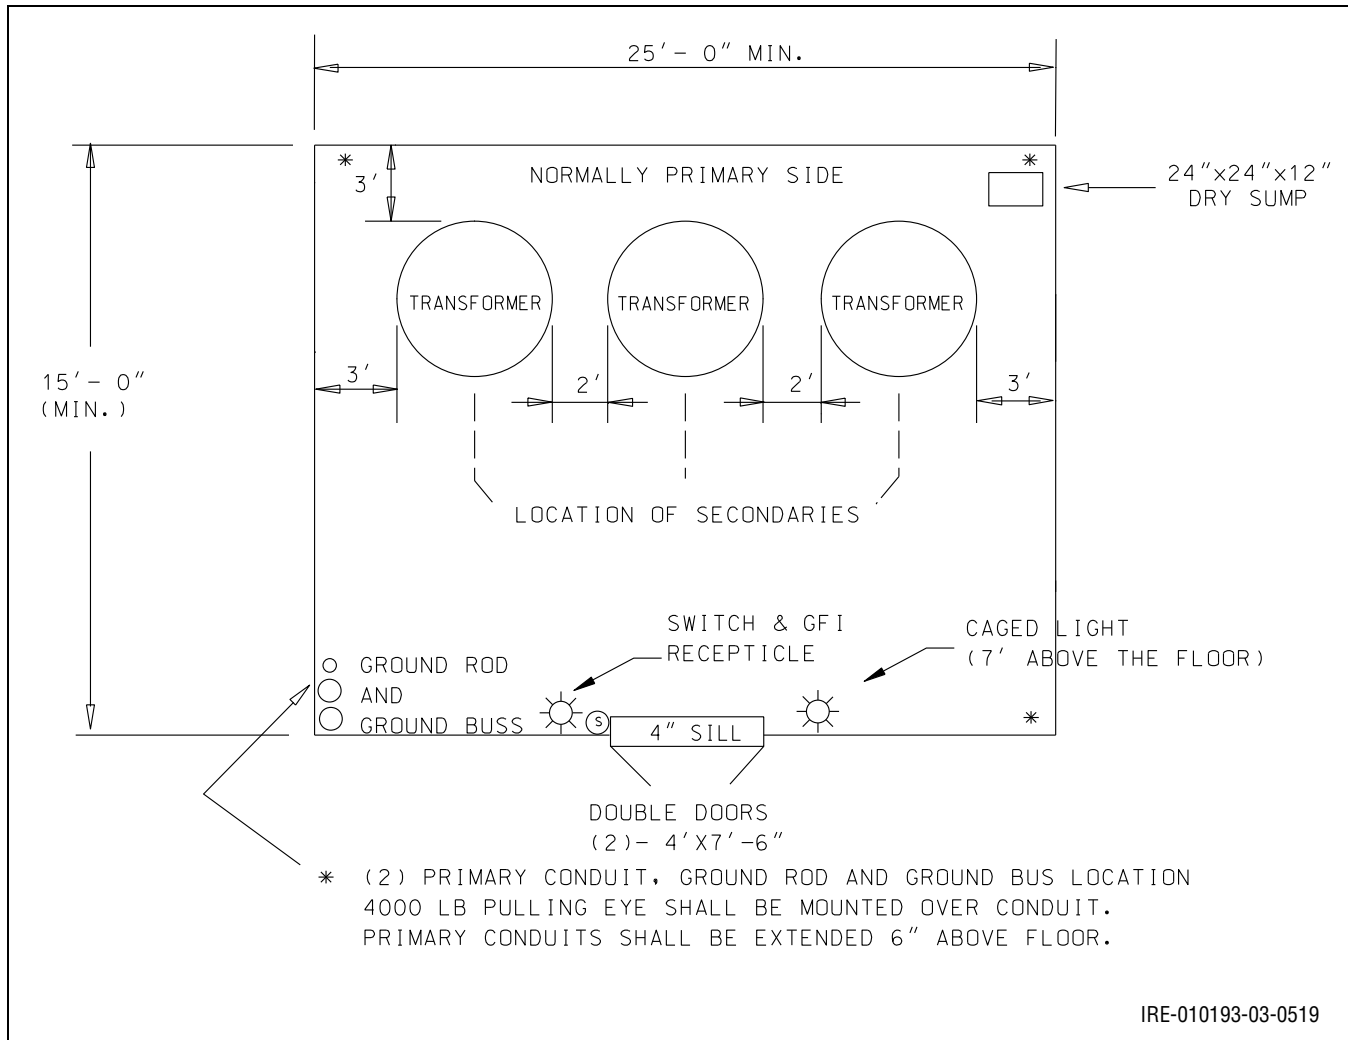 25'- 0" MIN.
*
*
3'
NORMALLY PRIMARY SIDE
24"x24"x12"
DRY SUMP
TRANSFORMER
TRANSFORMER
TRANSFORMER
15'- 0"
(MIN.)
3'
2'
2'
3'
LOCATION OF SECONDARIES
SWITCH & GFI
RECEPTICLE
CAGED LIGHT
(7' ABOVE THE FLOOR)
GROUND ROD
AND
GROUND BUSS
S
4" SILL
*
DOUBLE DOORS
(2)- 4'X7'-6"
* (2) PRIMARY CONDUIT, GROUND ROD AND GROUND BUS LOCATION
4000 LB PULLING EYE SHALL BE MOUNTED OVER CONDUIT.
PRIMARY CONDUITS SHALL BE EXTENDED 6" ABOVE FLOOR.
IRE-010193-03-0519